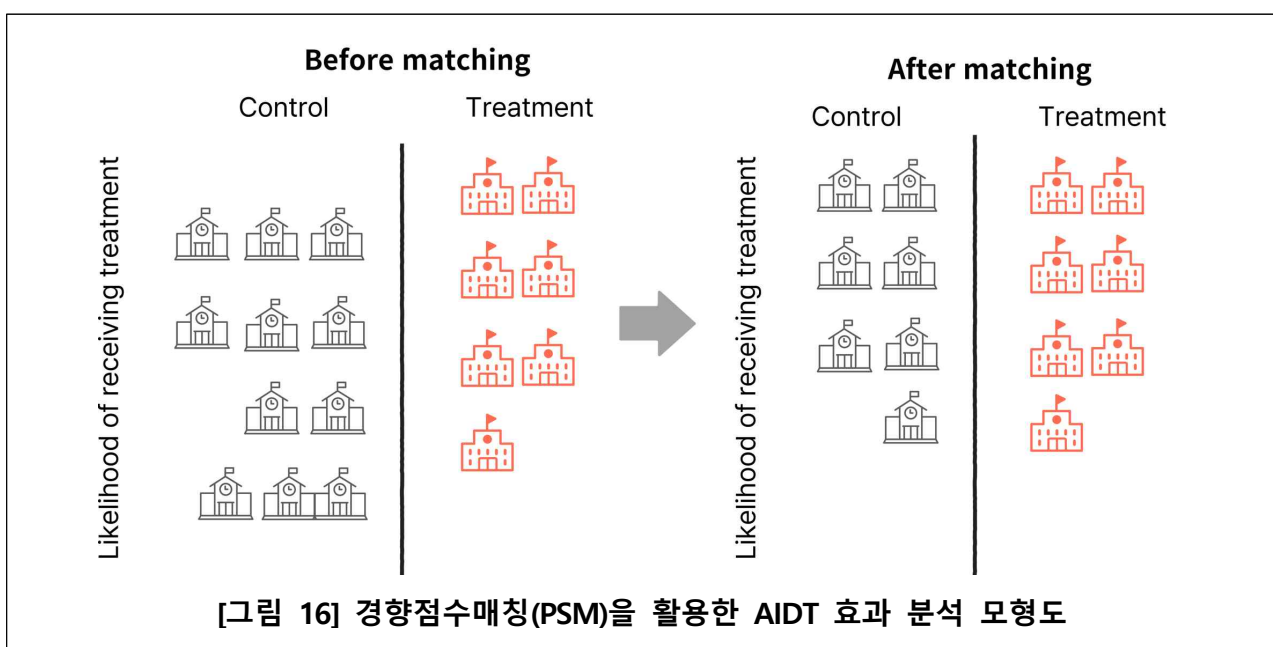 Before matching
Control
Treatment
Likelihood of receiving treatment
After matching
Control
Treatment
Likelihood of receiving treatment
[그림 16] 경향점수매칭(PSM)을 활용한 AIDT 효과 분석 모형도